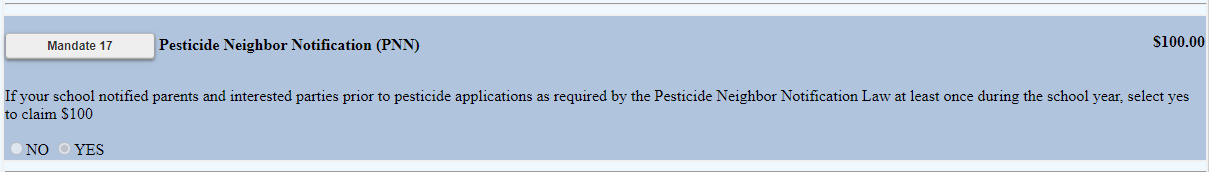 Mandate 17 Pesticide Neighbor Notification (PNN) $100.00
If your school notified parents and interested parties prior to pesticide applications as required by the Pesticide Neighbor Notification Law at least once during the school year, select yes
to claim $100
NO YES